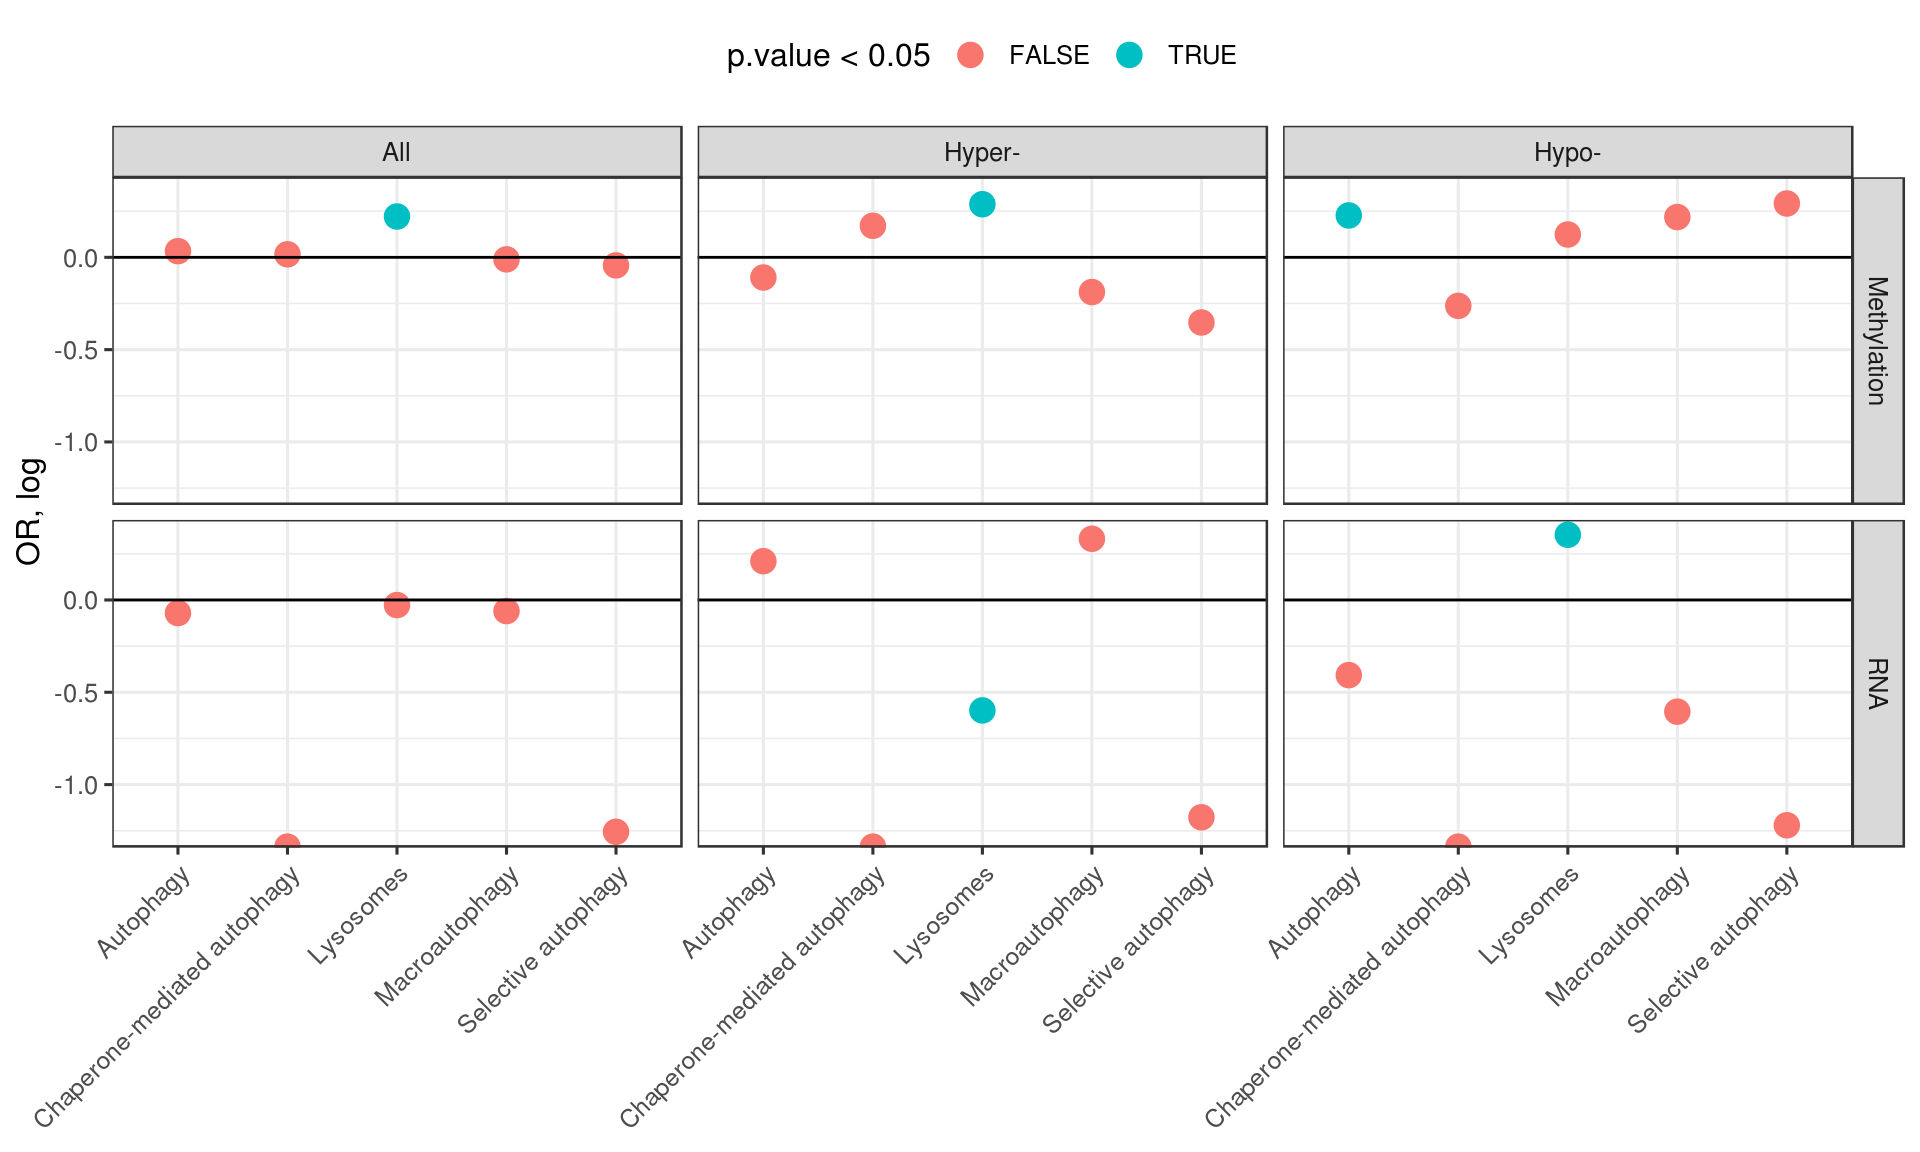 p.value < 0.05 FALSE TRUE
All Hyper- Hypo-
Methylation
RNA
OR, log
0.0
-0.5
-1.0
0.0
-0.5
-1.0
Autophagy
Chaperone-mediated autophagy
Lysosomes
Macroautophagy
Selective autophagy
Autophagy
Chaperone-mediated autophagy
Lysosomes
Macroautophagy
Selective autophagy
Autophagy
Chaperone-mediated autophagy
Lysosomes
Macroautophagy
Selective autophagy